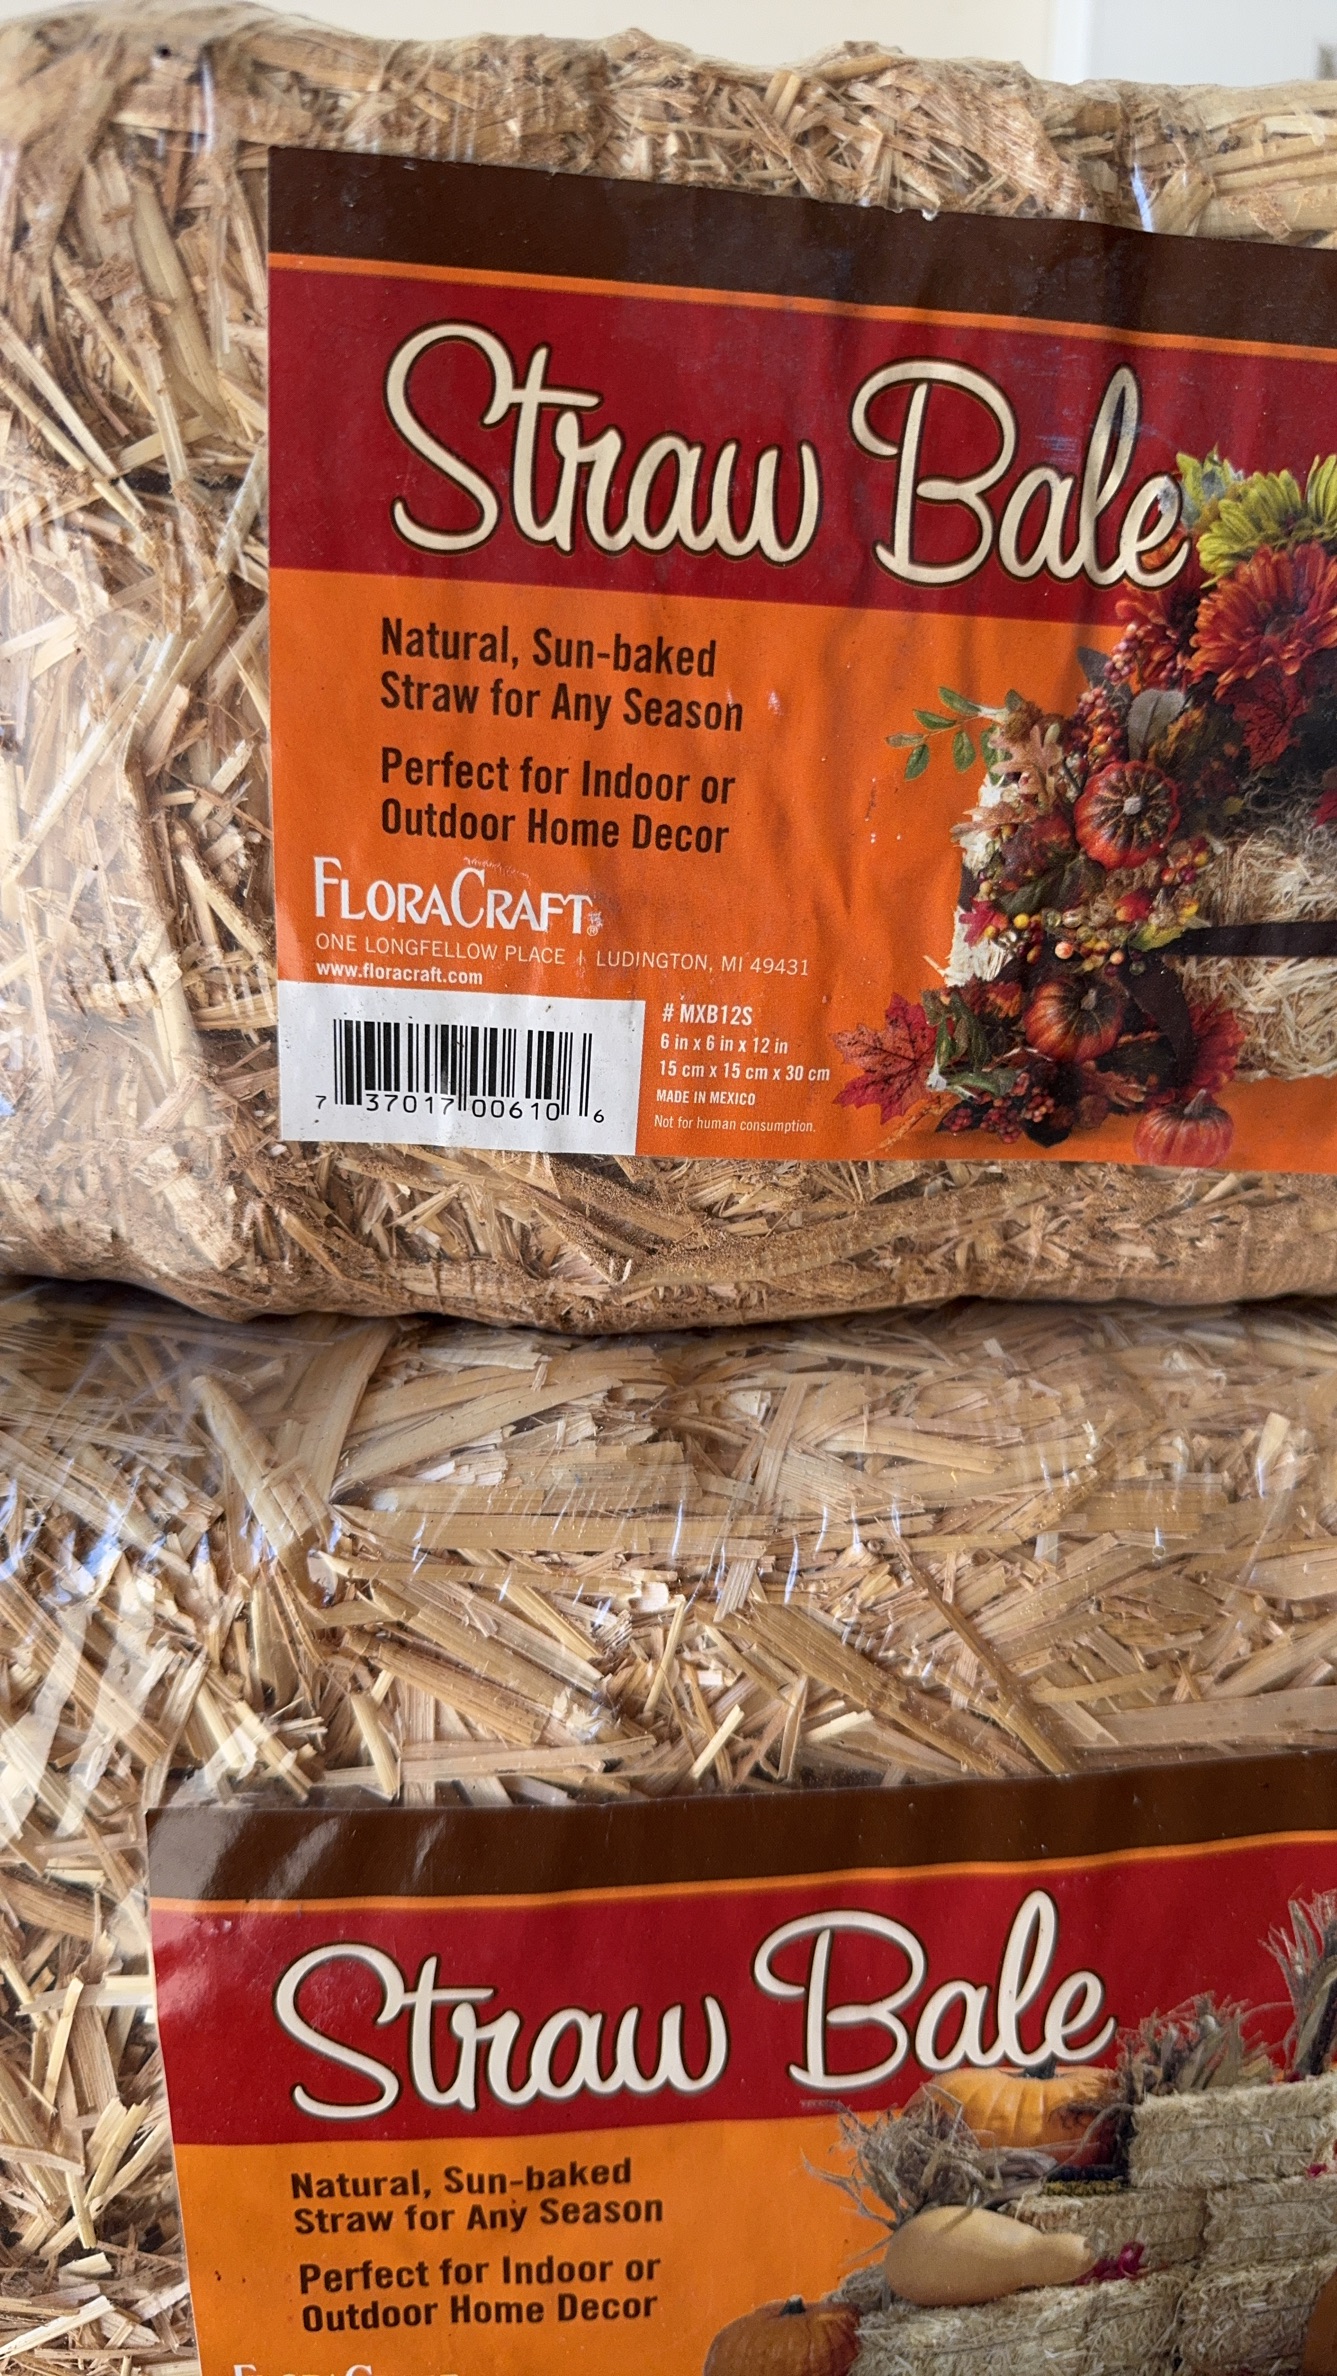 Straw Bale
Natural, Sun-baked
Straw for Any Season
Perfect for Indoor or
Outdoor Home Decor
FLORACRAFT®
ONE LONGFELLOW PLACE | LUDINGTON, MI 49431
www.floracraft.com
# MXB12S
6 in x 6 in x 12 in
15 cm x 15 cm x 30 cm
MADE IN MEXICO
Not for human consumption.
7 37017 00610 6
Straw Bale
Natural, Sun-baked
Straw for Any Season
Perfect for Indoor or
Outdoor Home Decor